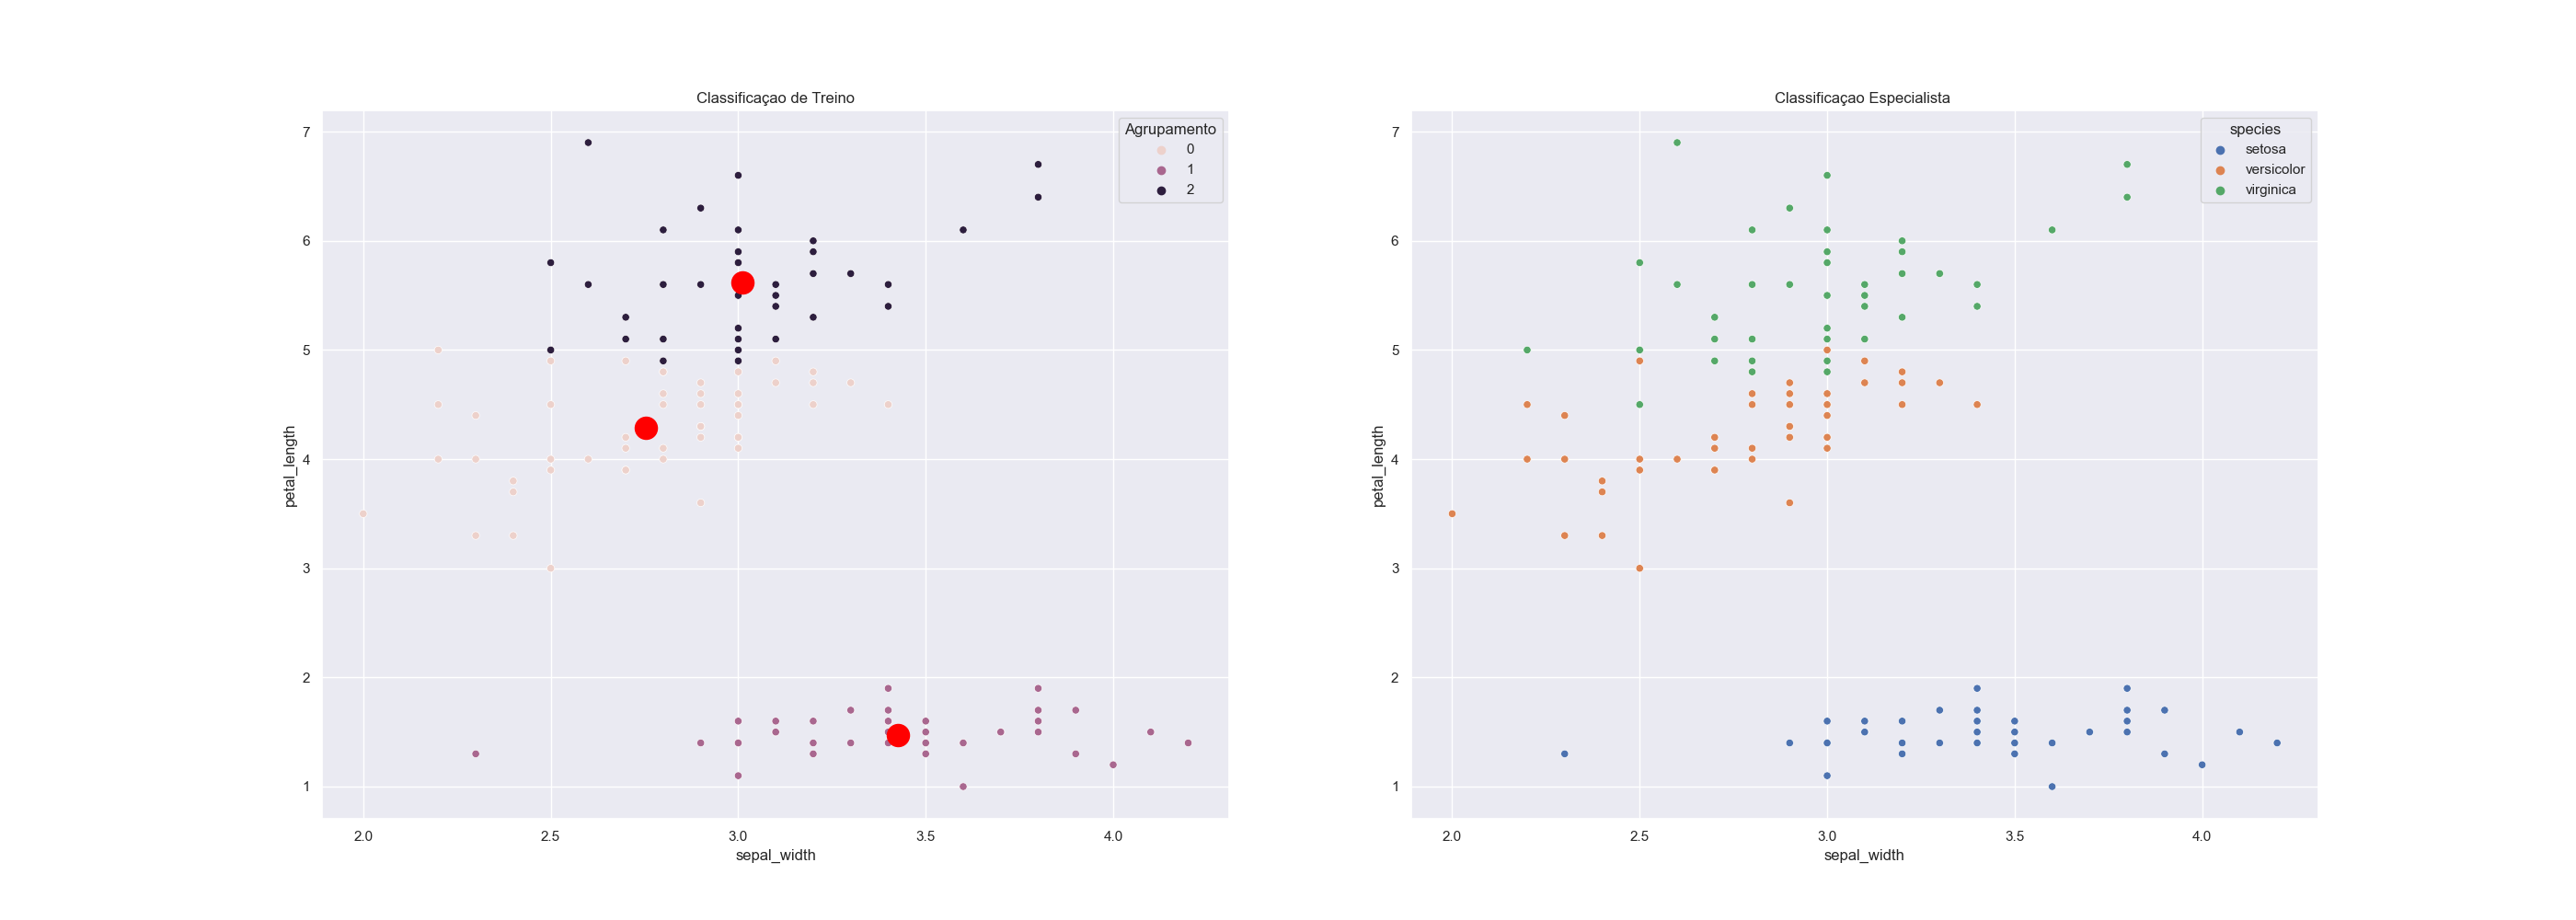 Classificaçao de Treino
Agrupamento
0
1
2
7
6
5
4
3
2
1
petal_length
2.0 2.5 3.0 3.5 4.0
sepal_width
Classificaçao Especialista
species
setosa
versicolor
virginica
7
6
5
4
3
2
1
petal_length
2.0 2.5 3.0 3.5 4.0
sepal_width